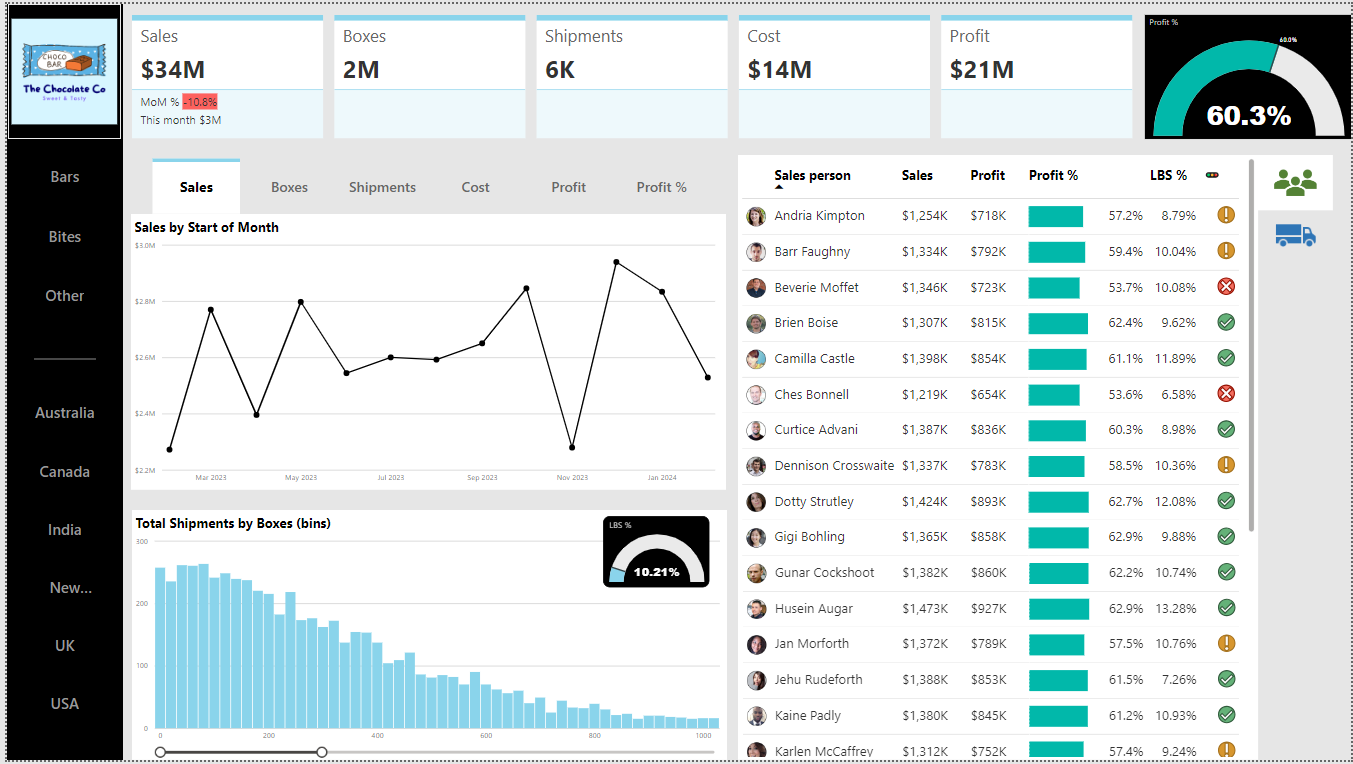 CHOCO
BAR
The Chocolate Co
Sweet & Tasty
Bars
Bites
Other
Australia
Canada
India
New...
UK
USA
Sales
$34M
MoM % -10.8%
This month $3M
Boxes
2M
Shipments
6K
Cost
$14M
Profit
$21M
Profit %
60.0%
60.3%
Sales Boxes Shipments Cost Profit Profit %
Sales by Start of Month
$3.0M
$2.8M
$2.6M
$2.4M
$2.2M
Mar 2023 May 2023 Jul 2023 Sep 2023 Nov 2023 Jan 2024
Total Shipments by Boxes (bins)
LBS %
10.21%
300
200
100
0
0 200 400 600 800 1000
Sales person Sales Profit Profit % LBS %
Andria Kimpton $1,254K $718K 57.2% 8.79%
Barr Faughny $1,334K $792K 59.4% 10.04%
Beverie Moffet $1,346K $723K 53.7% 10.08%
Brien Boise $1,307K $815K 62.4% 9.62%
Camilla Castle $1,398K $854K 61.1% 11.89%
Ches Bonnell $1,219K $654K 53.6% 6.58%
Curtice Advani $1,387K $836K 60.3% 8.98%
Dennison Crosswaite $1,337K $783K 58.5% 10.36%
Dotty Strutley $1,424K $893K 62.7% 12.08%
Gigi Bohling $1,365K $858K 62.9% 9.88%
Gunar Cockshoot $1,382K $860K 62.2% 10.74%
Husein Augar $1,473K $927K 62.9% 13.28%
Jan Morforth $1,372K $789K 57.5% 10.76%
Jehu Rudeforth $1,388K $853K 61.5% 7.26%
Kaine Padly $1,380K $845K 61.2% 10.93%
Karlen McCaffrey $1,312K $752K 57.4% 9.24%